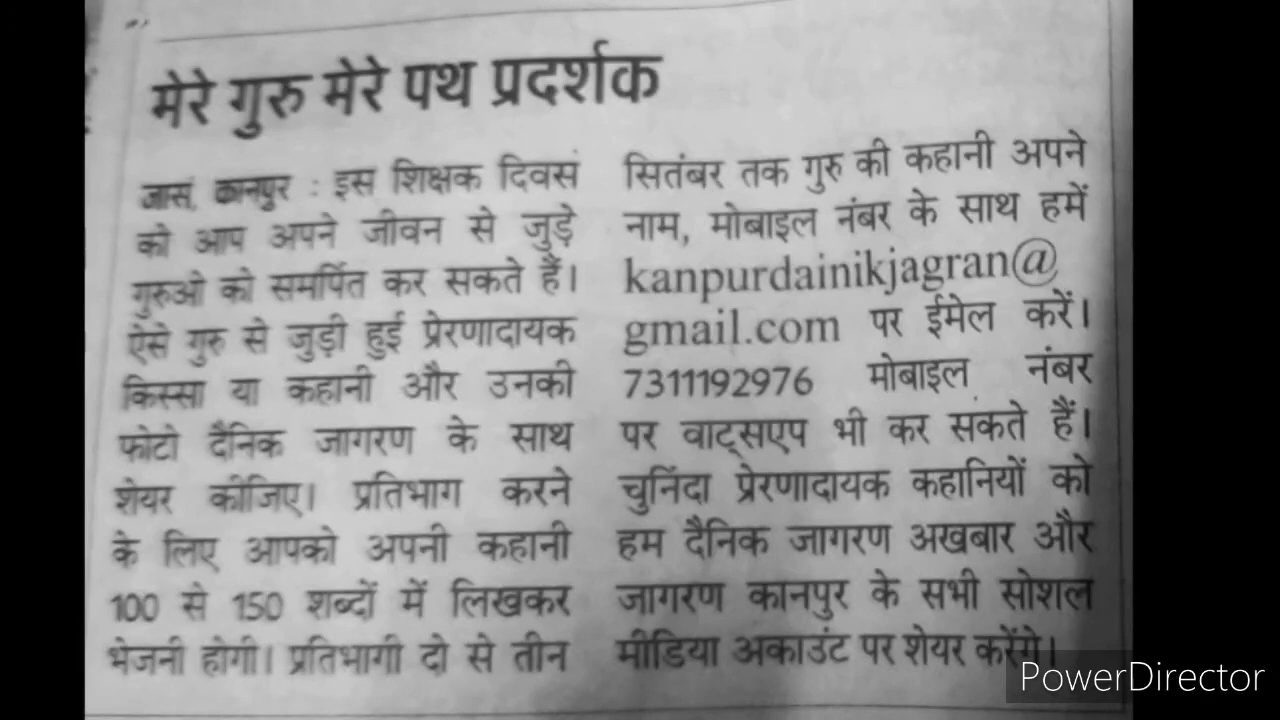 मेरे गुरु मेरे पथ प्रदर्शक
जासं, कानपुर : इस शिक्षक दिवस
को आप अपने जीवन से जुड़े
गुरुओं को समर्पित कर सकते हैं।
ऐसे गुरु से जुड़ी हुई प्रेरणादायक
किस्सा या कहानी और उनकी
फोटो दैनिक जागरण के साथ
शेयर कीजिए। प्रतिभाग करने
के लिए आपको अपनी कहानी
100 से 150 शब्दों में लिखकर
भेजनी होगी। प्रतिभागी दो से तीन
सितंबर तक गुरु की कहानी अपने
नाम, मोबाइल नंबर के साथ हमें
kanpurdainikjagran@
gmail.com पर ईमेल करें।
7311192976 मोबाइल नंबर
पर वाट्सएप भी कर सकते हैं।
चुनिंदा प्रेरणादायक कहानियों को
हम दैनिक जागरण अखबार और
जागरण कानपुर के सभी सोशल
मीडिया अकाउंट पर शेयर करेंगे।
PowerDirector